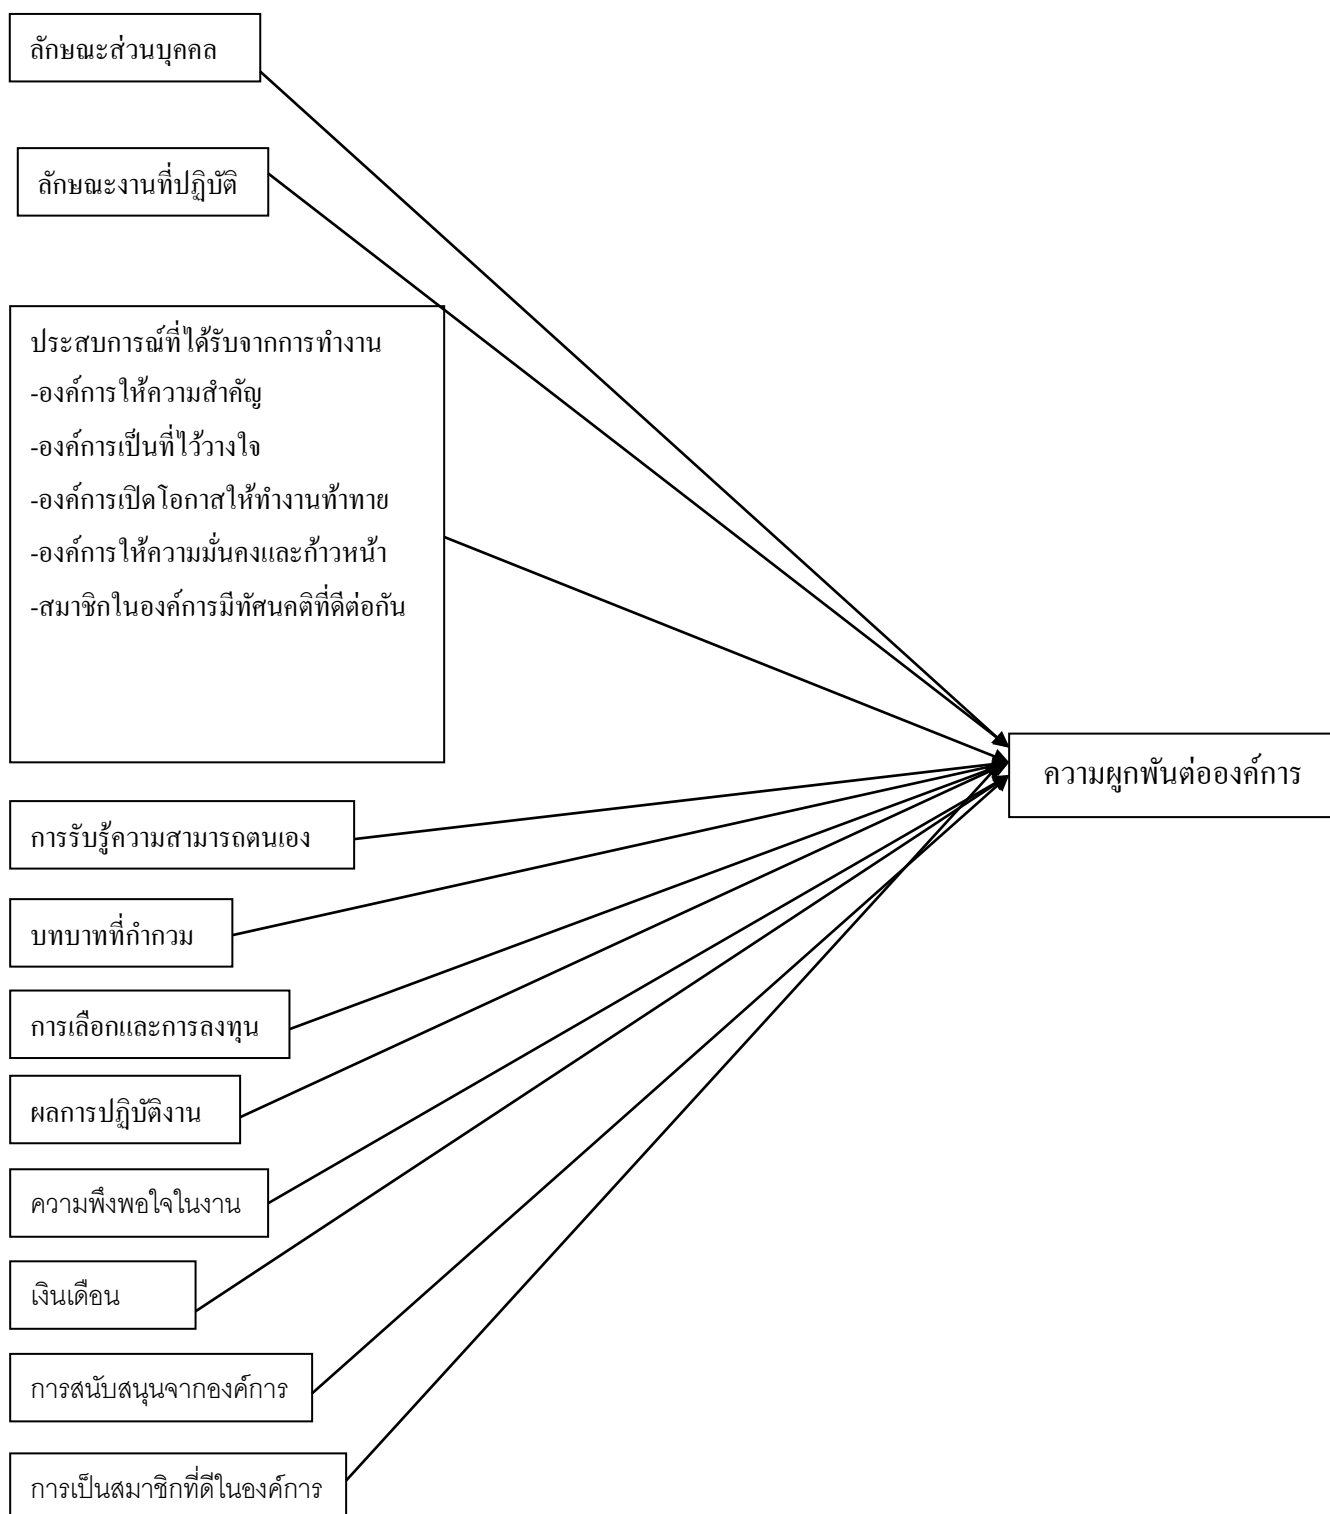 ลักษณะส่วนบุคคล
ลักษณะงานที่ปฏิบัติ
ประสบการณ์ที่ได้รับจากการทำงาน
-องค์การให้ความสำคัญ
-องค์การเป็นที่ไว้วางใจ
-องค์การเปิดโอกาสให้ทำงานท้าทาย
-องค์การให้ความมั่นคงและก้าวหน้า
-สมาชิกในองค์การมีทัศนคติที่ดีต่อกัน
ความผูกพันต่อองค์การ
การรับรู้ความสามารถตนเอง
บทบาทที่กำกวม
การเลือกและการลงทุน
ผลการปฏิบัติงาน
ความพึงพอใจในงาน
เงินเดือน
การสนับสนุนจากองค์การ
การเป็นสมาชิกที่ดีในองค์การ